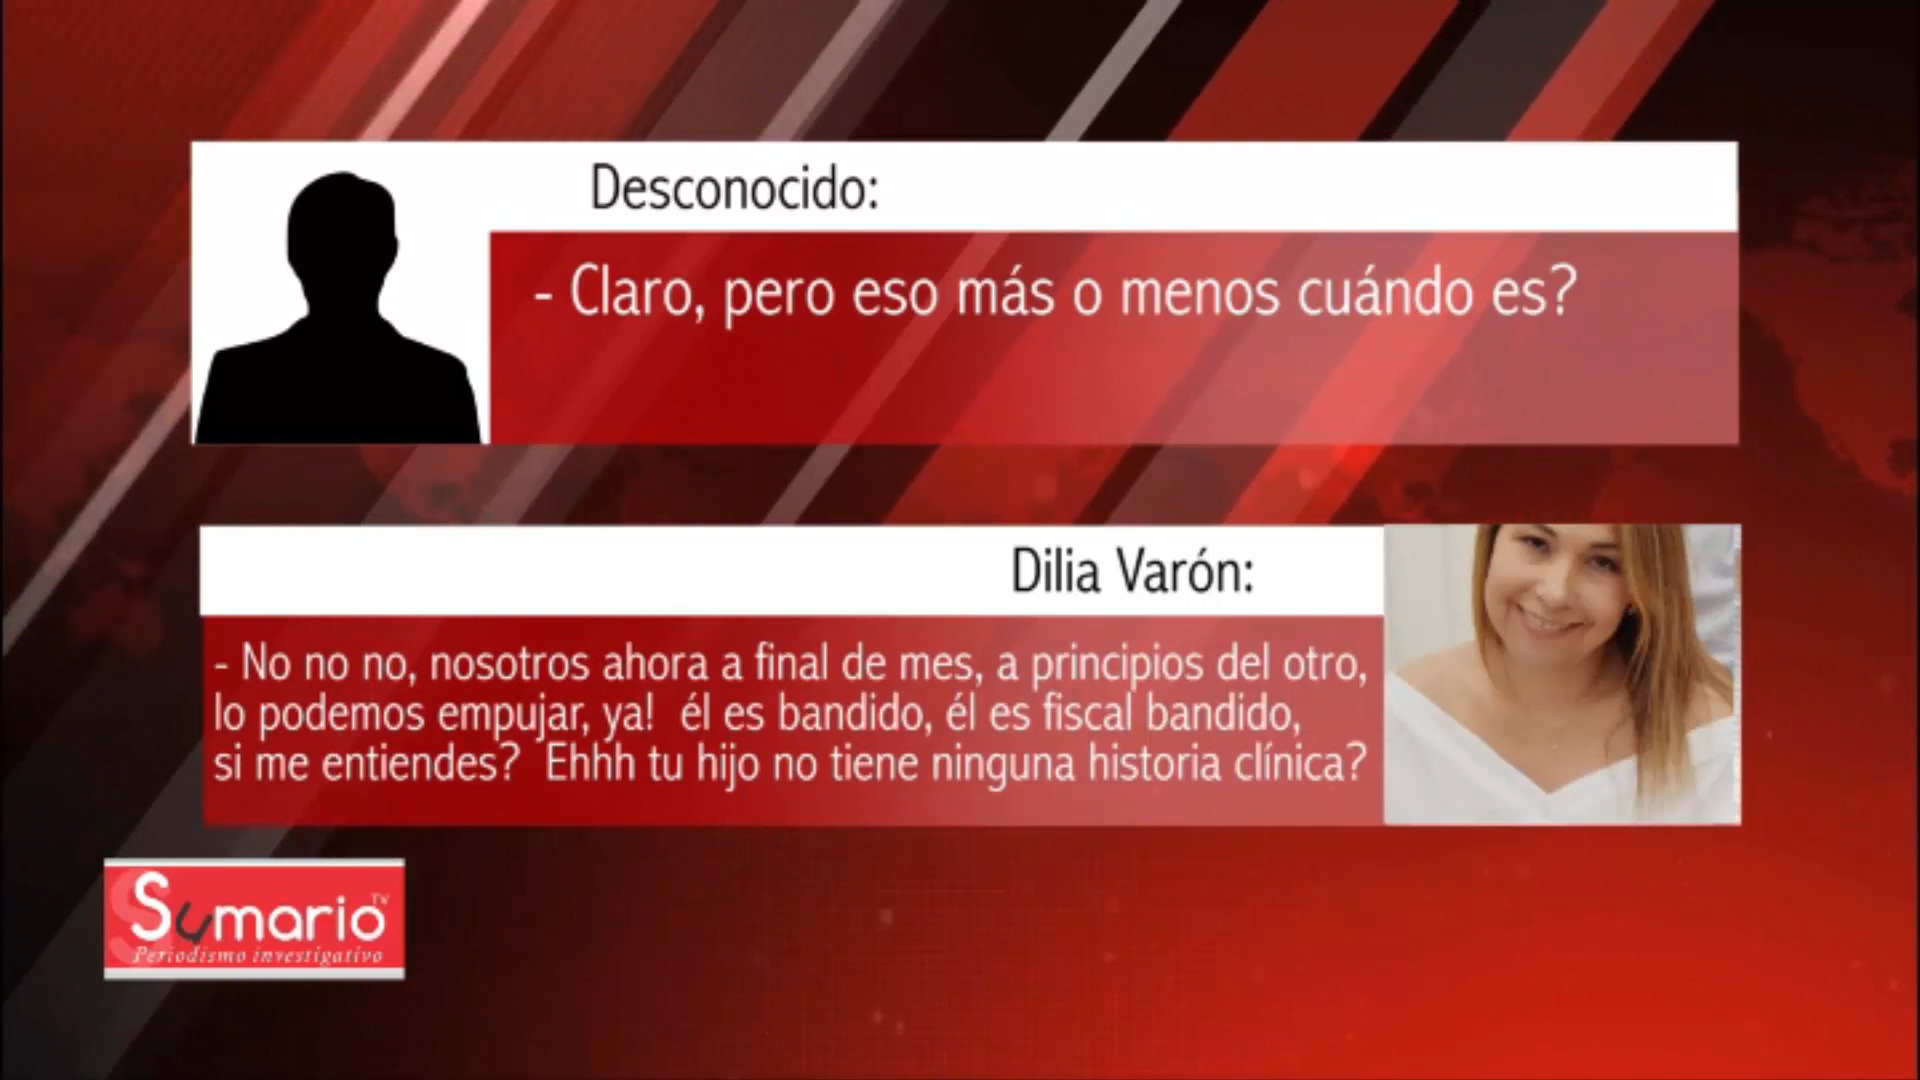 Desconocido:
- Claro, pero eso más o menos cuándo es?
Dilia Varón:
- No no no, nosotros ahora a final de mes, a principios del otro,
lo podemos empujar, ya!  él es bandido, él es fiscal bandido,
si me entiendes?  Ehhh tu hijo no tiene ninguna historia clínica?
Sumario TV
Periodismo investigativo